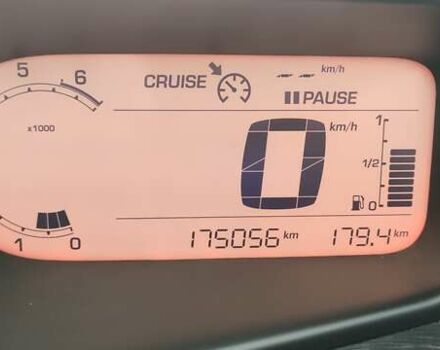 5 6
CRUISE -- km/h
PAUSE
x1000
0 km/h
1
1/2
0
1 0
175056 km 179.4 km